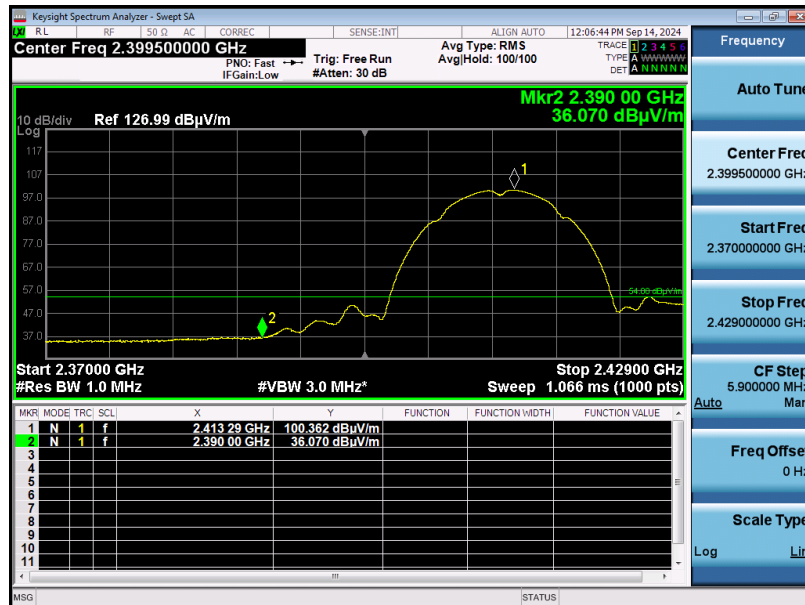 Keysight Spectrum Analyzer - Swept SA
LXI RL RF 50 Ω AC CORREC SENSE:INT ALIGN AUTO 12:06:44 PM Sep 14, 2024
Center Freq 2.399500000 GHz
PNO: Fast
IFGain:Low
Trig: Free Run
#Atten: 30 dB
Avg Type: RMS
Avg|Hold: 100/100
TRACE 1 2 3 4 5 6
TYPE A WWWWW
DET A N N N N N
Mkr2 2.390 00 GHz
36.070 dBµV/m
10 dB/div Ref 126.99 dBµV/m
Log
117
107
97.0
87.0
77.0
67.0
57.0
47.0
37.0
1
2
54.00 dBµV/m
Start 2.37000 GHz Stop 2.42900 GHz
#Res BW 1.0 MHz #VBW 3.0 MHz* Sweep 1.066 ms (1000 pts)
MKR MODE TRC SCL X Y FUNCTION FUNCTION WIDTH FUNCTION VALUE
1 N 1 f 2.413 29 GHz 100.362 dBµV/m
2 N 1 f 2.390 00 GHz 36.070 dBµV/m
3
4
5
6
7
8
9
10
11
MSG STATUS
Frequency
Auto Tune
Center Freq
2.399500000 GHz
Start Freq
2.370000000 GHz
Stop Freq
2.429000000 GHz
CF Step
5.900000 MHz
Auto Man
Freq Offset
0 Hz
Scale Type
Log Lin